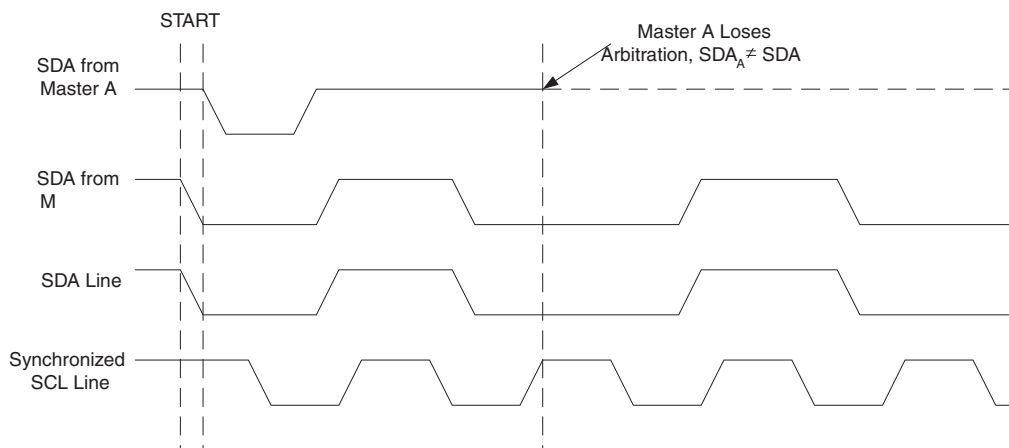 START
Master A Loses
Arbitration, SDA_A ≠ SDA
SDA from
Master A
SDA from
M
SDA Line
Synchronized
SCL Line